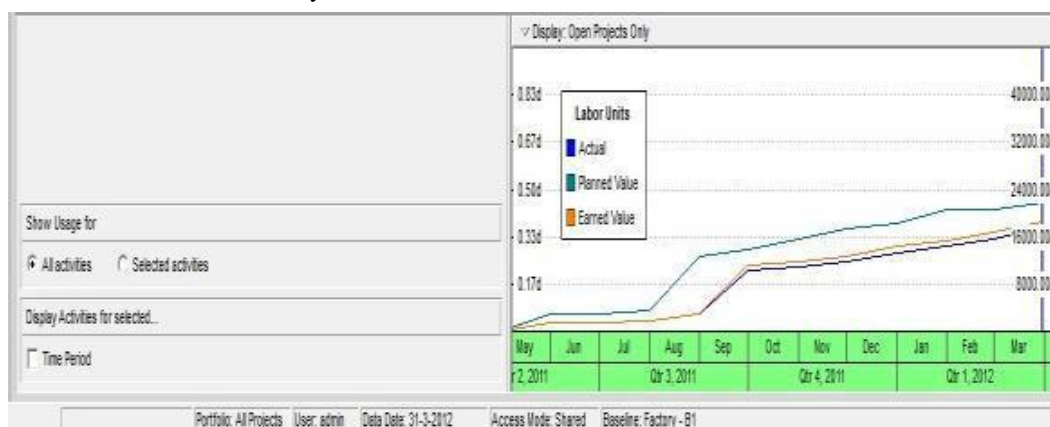 Display: Open Projects Only
0.83d
40000.00
Labor Units
0.67d
Actual
32000.00
Planned Value
0.50d
24000.00
Earned Value
Show Usage for
0.33d
16000.00
All activities
Selected activities
0.17d
8000.00
Display Activities for selected...
Time Period
May Jun Jul Aug Sep Oct Nov Dec Jan Feb Mar
r 2, 2011 Qtr 3, 2011 Qtr 4, 2011 Qtr 1, 2012
Portfolio: All Projects User: admin Data Date: 31-3-2012 Access Mode: Shared Baseline: Factory - B1